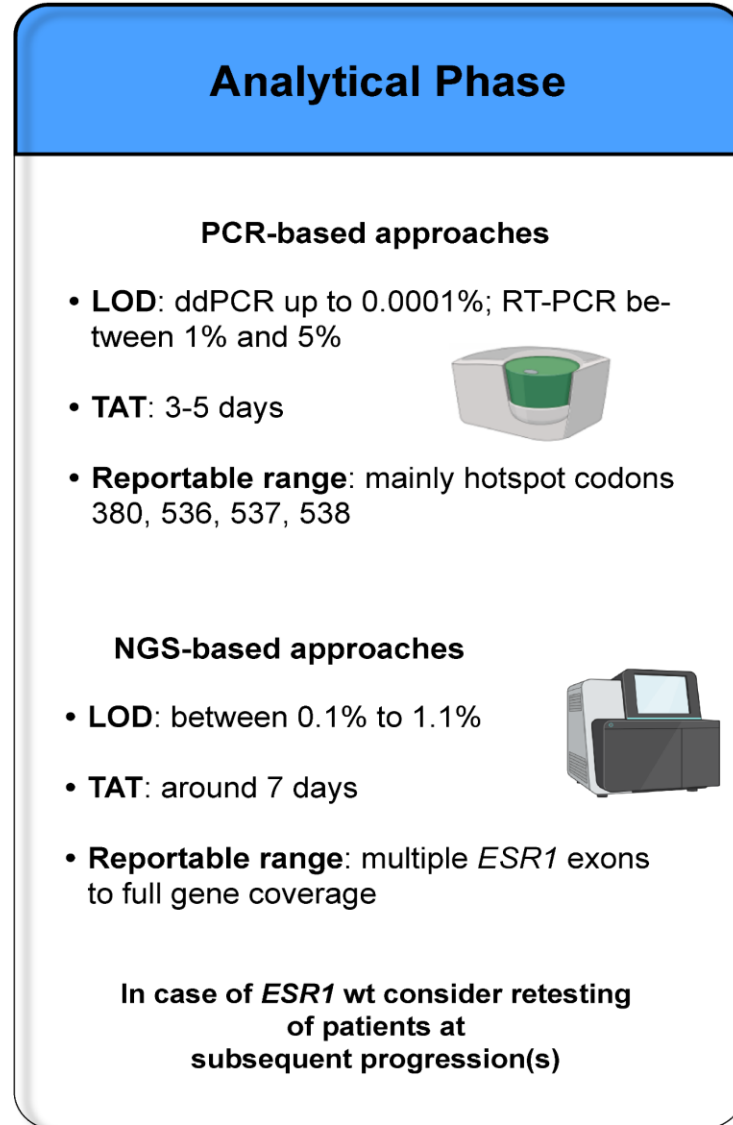 Analytical Phase
PCR-based approaches
• LOD: ddPCR up to 0.0001%; RT-PCR be-
tween 1% and 5%
• TAT: 3-5 days
• Reportable range: mainly hotspot codons
380, 536, 537, 538
NGS-based approaches
• LOD: between 0.1% to 1.1%
• TAT: around 7 days
• Reportable range: multiple ESR1 exons
to full gene coverage
In case of ESR1 wt consider retesting
of patients at
subsequent progression(s)